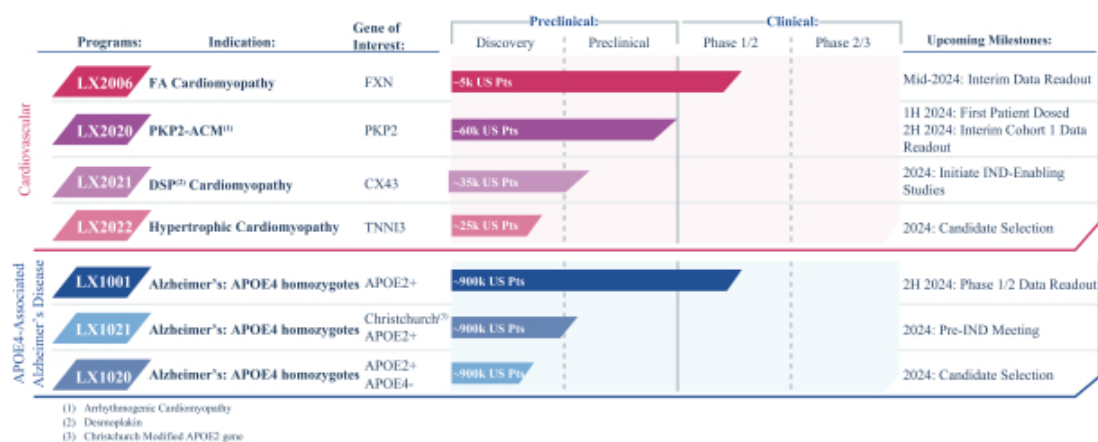 Preclinical: Clinical:
Programs: Indication: Gene of Interest: Discovery Preclinical Phase 1/2 Phase 2/3 Upcoming Milestones:
Cardiovascular
LX2006 FA Cardiomyopathy FXN ~5k US Pts Mid-2024: Interim Data Readout
LX2020 PKP2-ACM(1) PKP2 ~60k US Pts 1H 2024: First Patient Dosed
2H 2024: Interim Cohort 1 Data
Readout
LX2021 DSP(2) Cardiomyopathy CX43 ~35k US Pts 2024: Initiate IND-Enabling
Studies
LX2022 Hypertrophic Cardiomyopathy TNNI3 ~25k US Pts 2024: Candidate Selection
APOE4-Associated
Alzheimer's Disease
LX1001 Alzheimer's: APOE4 homozygotes APOE2+ ~900k US Pts 2H 2024: Phase 1/2 Data Readout
LX1021 Alzheimer's: APOE4 homozygotes Christchurch(3)
APOE2+ ~900k US Pts 2024: Pre-IND Meeting
LX1020 Alzheimer's: APOE4 homozygotes APOE2+
APOE4- ~900k US Pts 2024: Candidate Selection
(1) Arrhythmogenic Cardiomyopathy
(2) Desmoplakin
(3) Christchurch Modified APOE2 gene